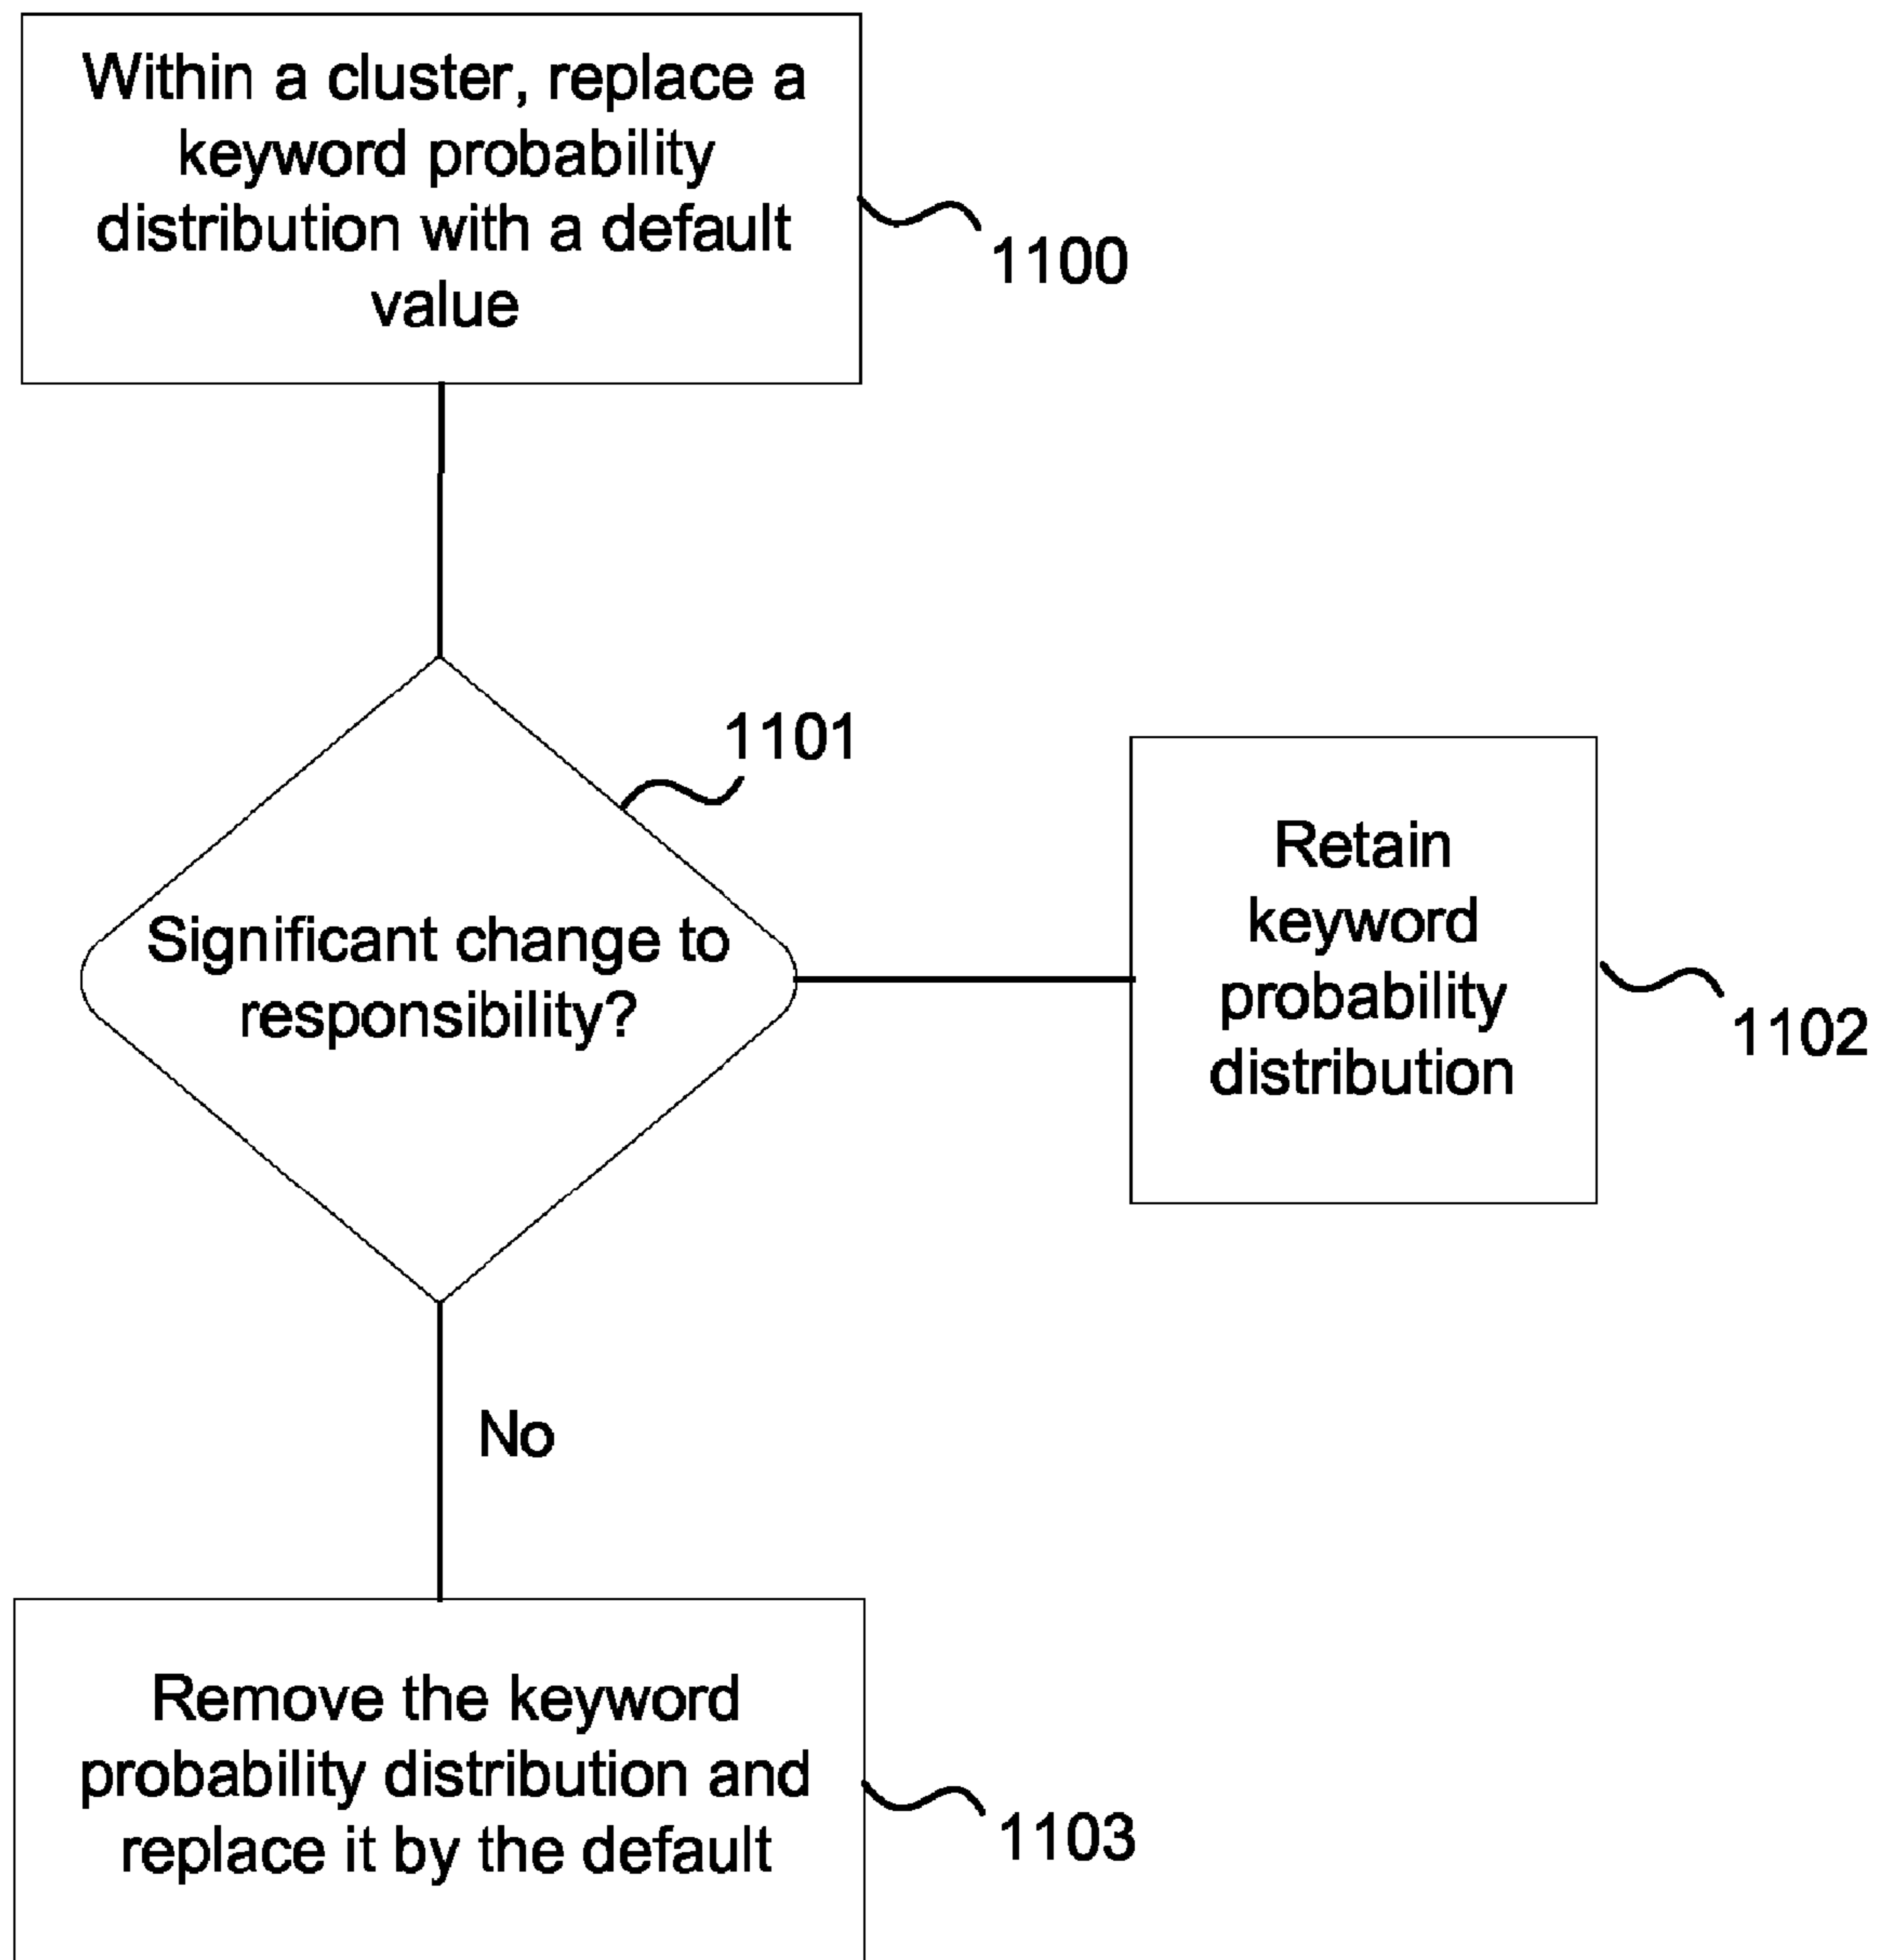 Within a cluster, replace a
keyword probability
distribution with a default
value
1100
1101
Significant change to
responsibility?
Retain
keyword
probability
distribution
1102
No
Remove the keyword
probability distribution and
replace it by the default
1103